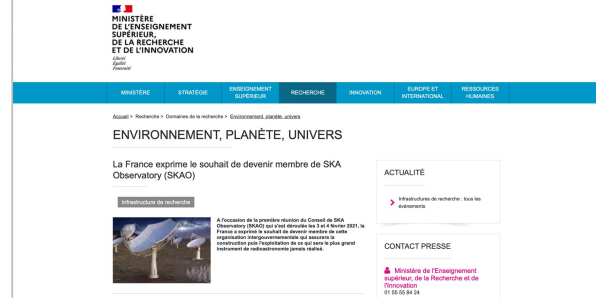 MINISTÈRE
DE L'ENSEIGNEMENT
SUPÉRIEUR,
DE LA RECHERCHE
ET DE L'INNOVATION
Liberté
Égalité
Fraternité
MINISTÈRE
STRATÉGIE
ENSEIGNEMENT
SUPÉRIEUR
RECHERCHE
INNOVATION
EUROPE ET
INTERNATIONAL
RESSOURCES
HUMAINES
Accueil > Recherche > Domaines de la recherche > Environnement, planète, univers
ENVIRONNEMENT, PLANÈTE, UNIVERS
La France exprime le souhait de devenir membre de SKA
Observatory (SKAO)
Infrastructure de recherche
A l'occasion de la première réunion du Conseil de SKA
Observatory (SKAO) qui s'est déroulée les 3 et 4 février 2021, la
France a exprimé le souhait de devenir membre de cette
organisation intergouvernementale qui assurera la
construction puis l'exploitation de ce qui sera le plus grand
instrument de radioastronomie jamais réalisé.
ACTUALITÉ
Infrastructures de recherche : tous les
évènements
CONTACT PRESSE
Ministère de l'Enseignement
supérieur, de la Recherche et de
l'Innovation
01 55 55 84 24